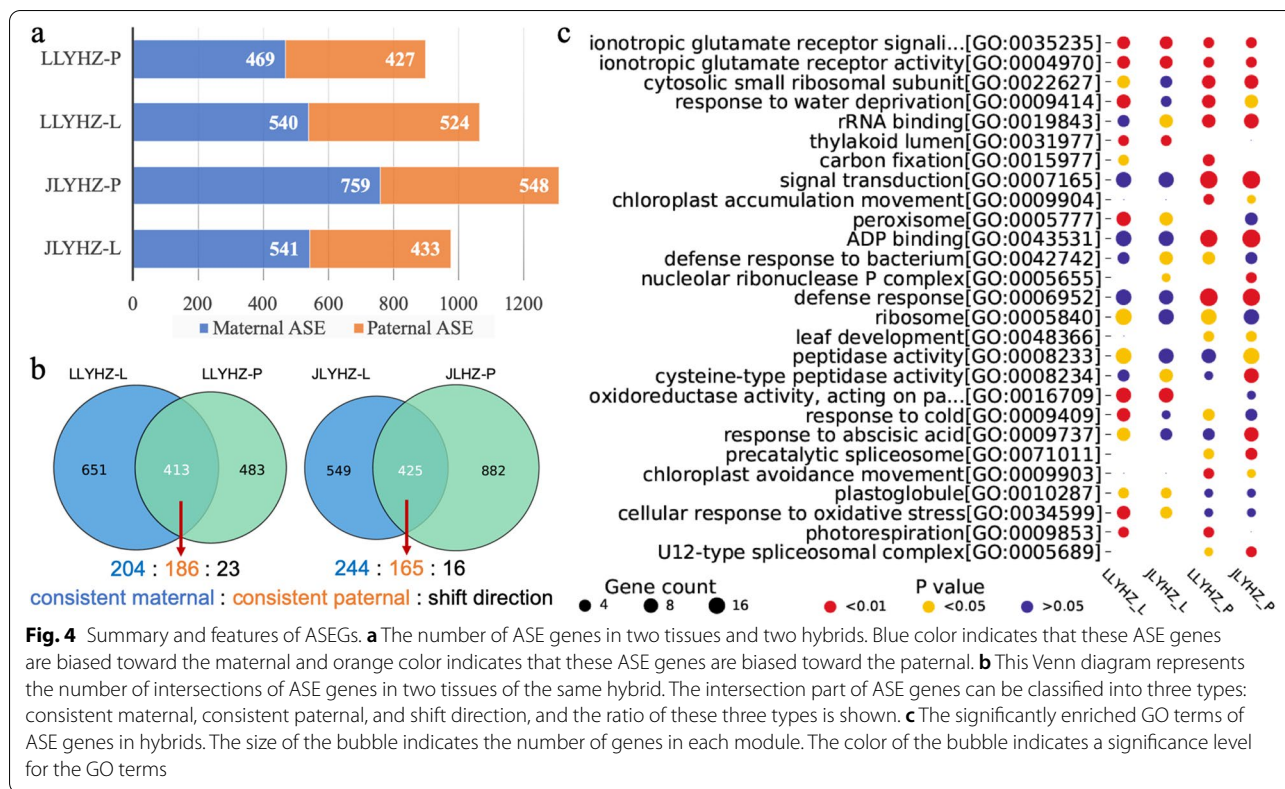 a
LLYHZ-P
469
427
LLYHZ-L
540
524
JLYHZ-P
759
548
JLYHZ-L
541
433
0 200 400 600 800 1000 1200
Maternal ASE Paternal ASE
b
LLYHZ-L LLYHZ-P JLYHZ-L JLHZ-P
651 413 483 549 425 882
204 : 186 : 23 244 : 165 : 16
consistent maternal : consistent paternal : shift direction
c
ionotropic glutamate receptor signali...[GO:0035235]
ionotropic glutamate receptor activity[GO:0004970]
cytosolic small ribosomal subunit[GO:0022627]
response to water deprivation[GO:0009414]
rRNA binding[GO:0019843]
thylakoid lumen[GO:0031977]
carbon fixation[GO:0015977]
signal transduction[GO:0007165]
chloroplast accumulation movement[GO:0009904]
peroxisome[GO:0005777]
ADP binding[GO:0043531]
defense response to bacterium[GO:0042742]
nucleolar ribonuclease P complex[GO:0005655]
defense response[GO:0006952]
ribosome[GO:0005840]
leaf development[GO:0048366]
peptidase activity[GO:0008233]
cysteine-type peptidase activity[GO:0008234]
oxidoreductase activity, acting on pa...[GO:0016709]
response to cold[GO:0009409]
response to abscisic acid[GO:0009737]
precatalytic spliceosome[GO:0071011]
chloroplast avoidance movement[GO:0009903]
plastoglobule[GO:0010287]
cellular response to oxidative stress[GO:0034599]
photorespiration[GO:0009853]
U12-type spliceosomal complex[GO:0005689]
LLYHZ_L JLYHZ_L LLYHZ_P JLYHZ_P
Gene count P value
4 8 16 <0.01 <0.05 >0.05
Fig. 4 Summary and features of ASEGs. a The number of ASE genes in two tissues and two hybrids. Blue color indicates that these ASE genes
are biased toward the maternal and orange color indicates that these ASE genes are biased toward the paternal. b This Venn diagram represents
the number of intersections of ASE genes in two tissues of the same hybrid. The intersection part of ASE genes can be classified into three types:
consistent maternal, consistent paternal, and shift direction, and the ratio of these three types is shown. c The significantly enriched GO terms of
ASE genes in hybrids. The size of the bubble indicates the number of genes in each module. The color of the bubble indicates a significance level
for the GO terms